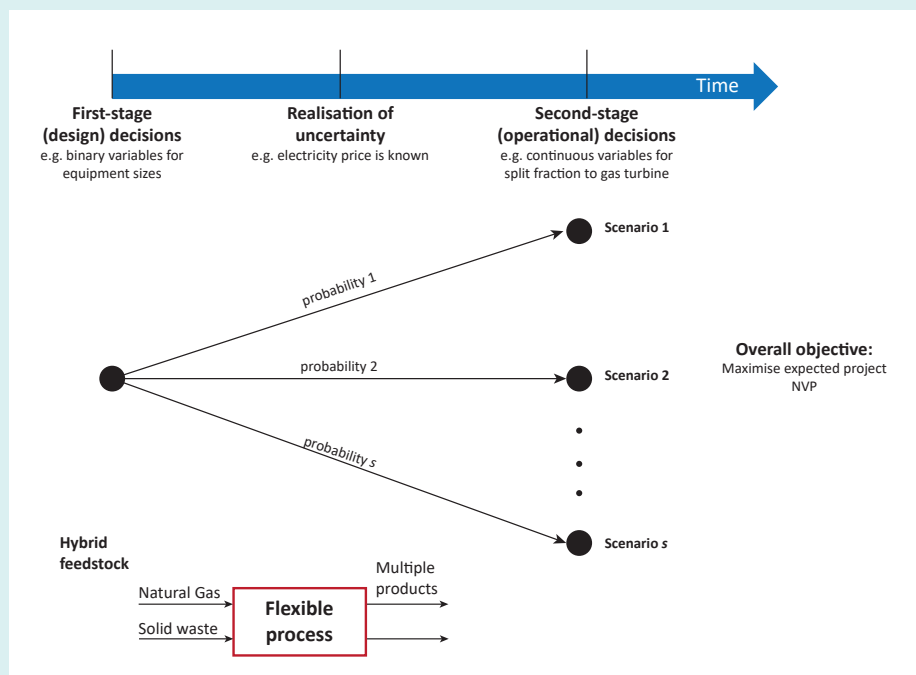 Time
First-stage
(design) decisions
e.g. binary variables for
equipment sizes
Realisation of
uncertainty
e.g. electricity price is known
Second-stage
(operational) decisions
e.g. continuous variables for
split fraction to gas turbine
Scenario 1
probability 1
probability 2
Scenario 2
Overall objective:
Maximise expected project
NVP
probability s
Scenario s
Hybrid
feedstock
Natural Gas
Solid waste
Flexible
process
Multiple
products